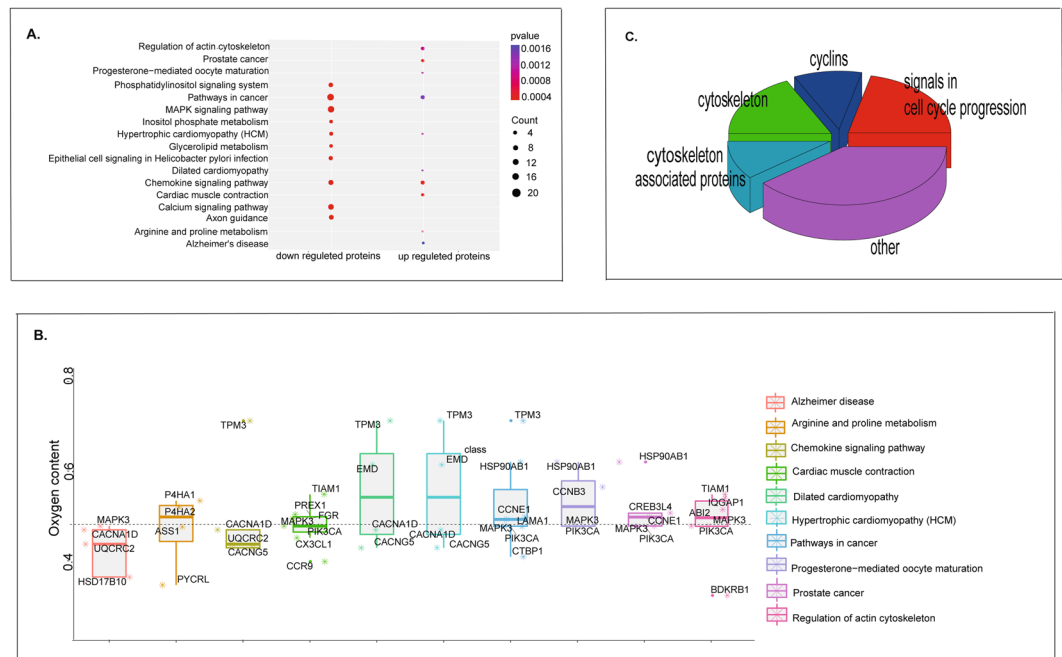 A.
Regulation of actin cytoskeleton
Prostate cancer
Progesterone−mediated oocyte maturation
Phosphatidylinositol signaling system
Pathways in cancer
MAPK signaling pathway
Inositol phosphate metabolism
Hypertrophic cardiomyopathy (HCM)
Glycerolipid metabolism
Epithelial cell signaling in Helicobacter pylori infection
Dilated cardiomyopathy
Chemokine signaling pathway
Cardiac muscle contraction
Calcium signaling pathway
Axon guidance
Arginine and proline metabolism
Alzheimer's disease
down reguleted proteins
up reguleted proteins
pvalue
0.0016
0.0012
0.0008
0.0004
Count
4
8
12
16
20
C.
cyclins
signals in
cell cycle progression
cytoskeleton
cytoskeleton
associated proteins
other
B.
Oxygen content
0.8
0.6
0.4
MAPK3
CACNA1D
UQCRC2
HSD17B10
P4HA1
P4HA2
ASS1
PYCRL
TPM3
CACNA1D
UQCRC2
CACNG5
TIAM1
PREX1
FGR
MAPK3
PIK3CA
CX3CL1
CCR9
TPM3
EMD
CACNA1D
CACNG5
TPM3
class
EMD
CACNA1D
CACNG5
TPM3
HSP90AB1
CCNE1
LAMA1
MAPK3
PIK3CA
CTBP1
HSP90AB1
CCNB3
MAPK3
PIK3CA
HSP90AB1
CREB3L4
CCNE1
MAPK3
PIK3CA
TIAM1
IQGAP1
ABI2
MAPK3
PIK3CA
BDKRB1
Alzheimer disease
Arginine and proline metabolism
Chemokine signaling pathway
Cardiac muscle contraction
Dilated cardiomyopathy
Hypertrophic cardiomyopathy (HCM)
Pathways in cancer
Progesterone-mediated oocyte maturation
Prostate cancer
Regulation of actin cytoskeleton